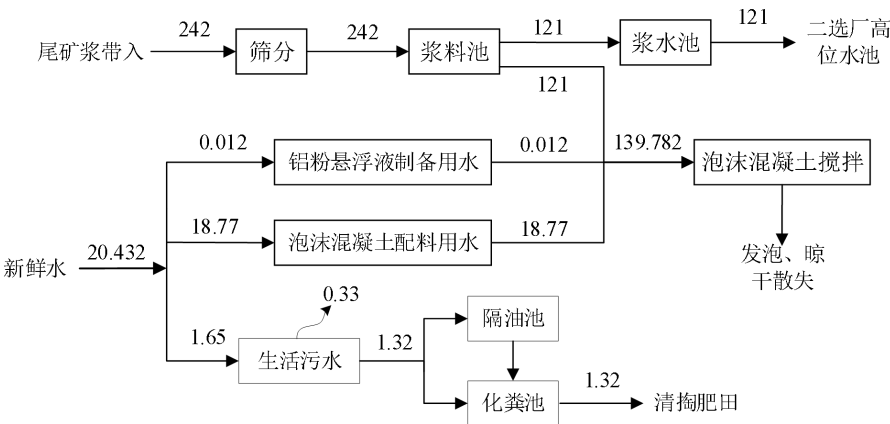 尾矿浆带入
242
筛分
242
浆料池
121
浆水池
121
二选厂高
位水池
121
0.012
铝粉悬浮液制备用水
0.012
139.782
泡沫混凝土搅拌
18.77
泡沫混凝土配料用水
18.77
发泡、晾
干散失
新鲜水
20.432
0.33
1.65
生活污水
1.32
隔油池
化粪池
1.32
清掏肥田